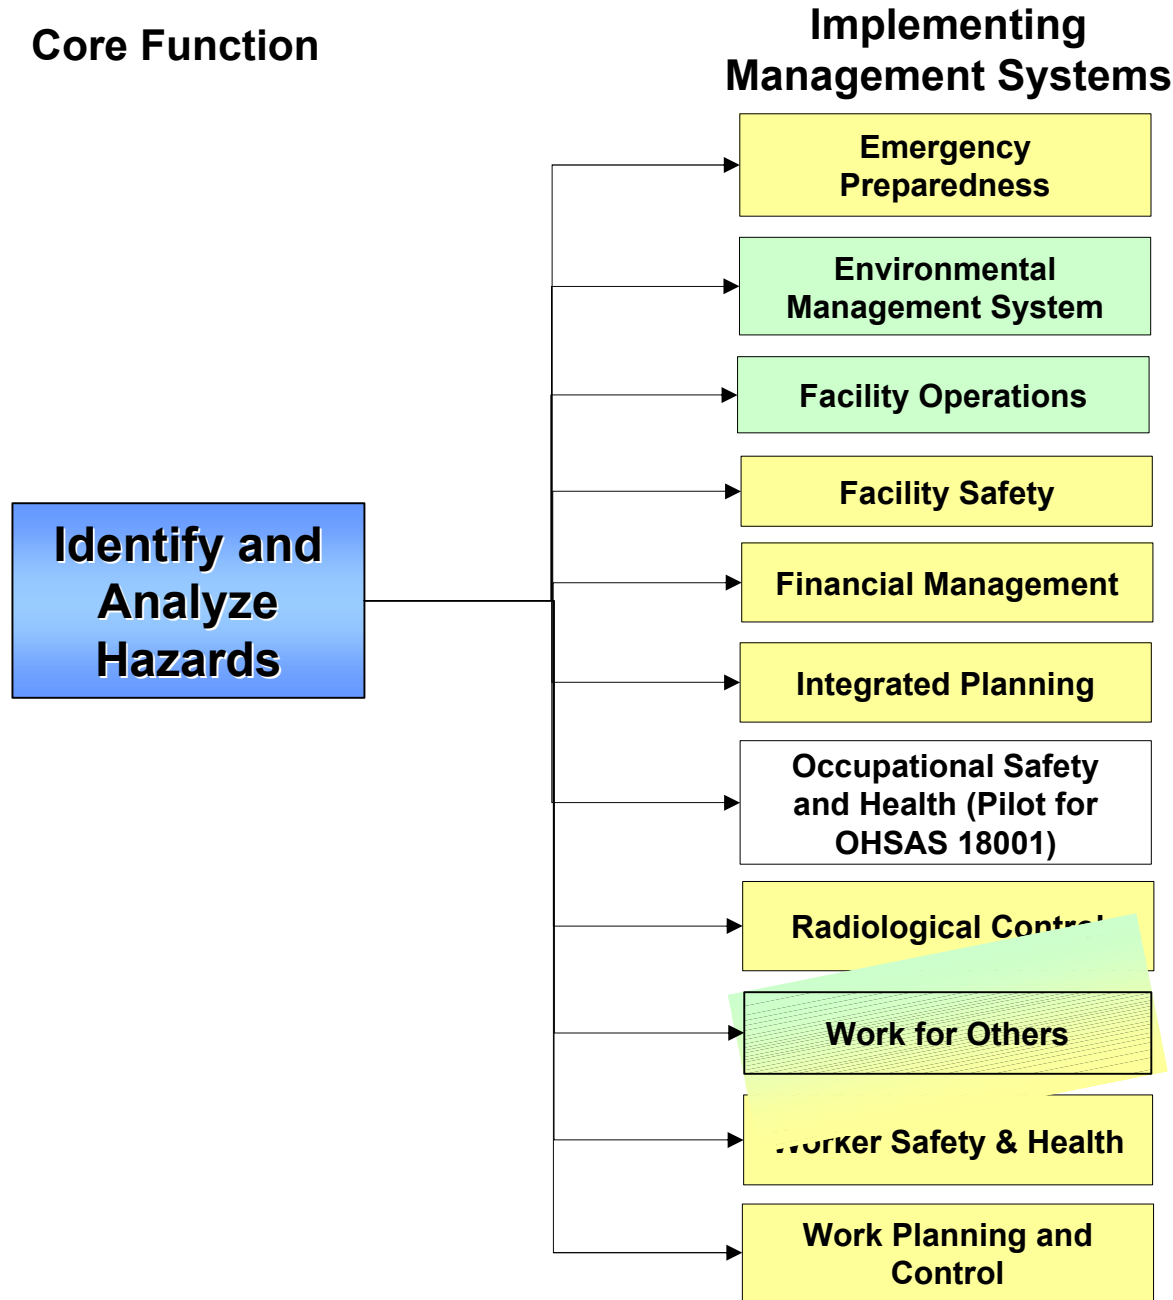 Core Function
Implementing
Management Systems
Emergency
Preparedness
Environmental
Management System
Facility Operations
Facility Safety
Identify and
Analyze
Hazards
Financial Management
Integrated Planning
Occupational Safety
and Health (Pilot for
OHSAS 18001)
Radiological Control
Work for Others
Worker Safety & Health
Work Planning and
Control